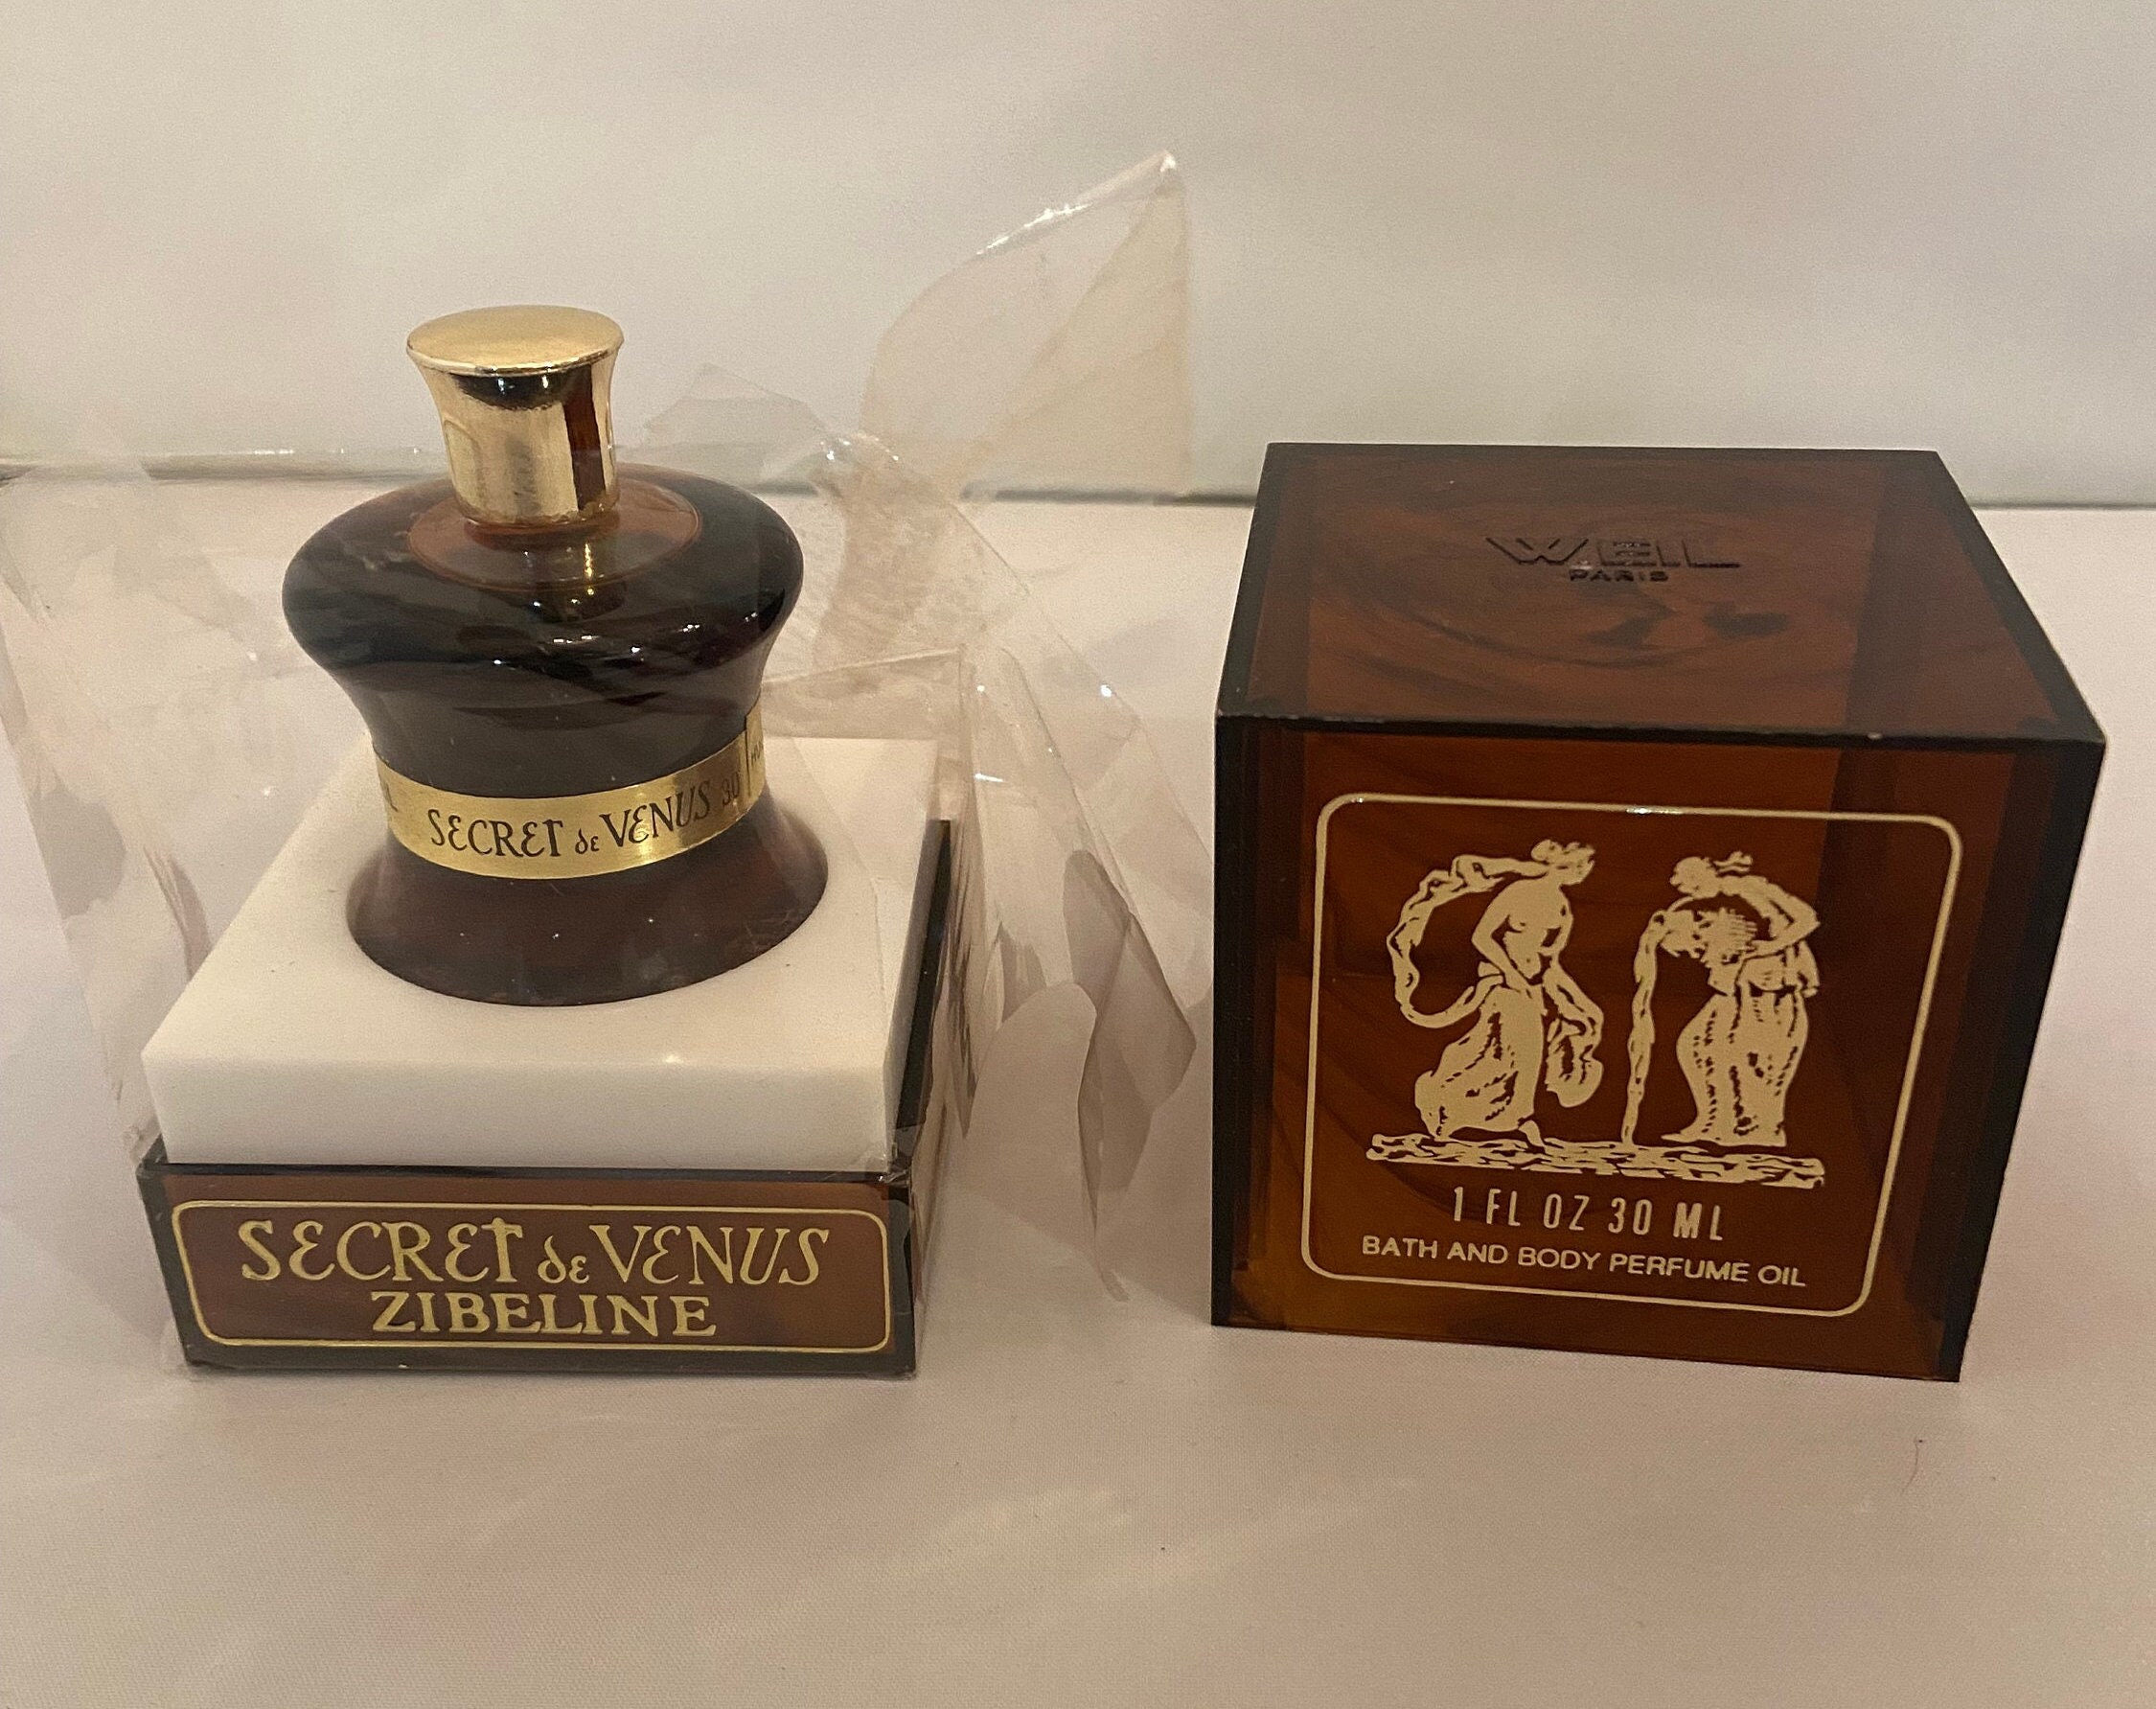 SECRET de VENUS 30
SECRET de VENUS
ZIBELINE
WEIL
PARIS
1 FL OZ 30 ML
BATH AND BODY PERFUME OIL